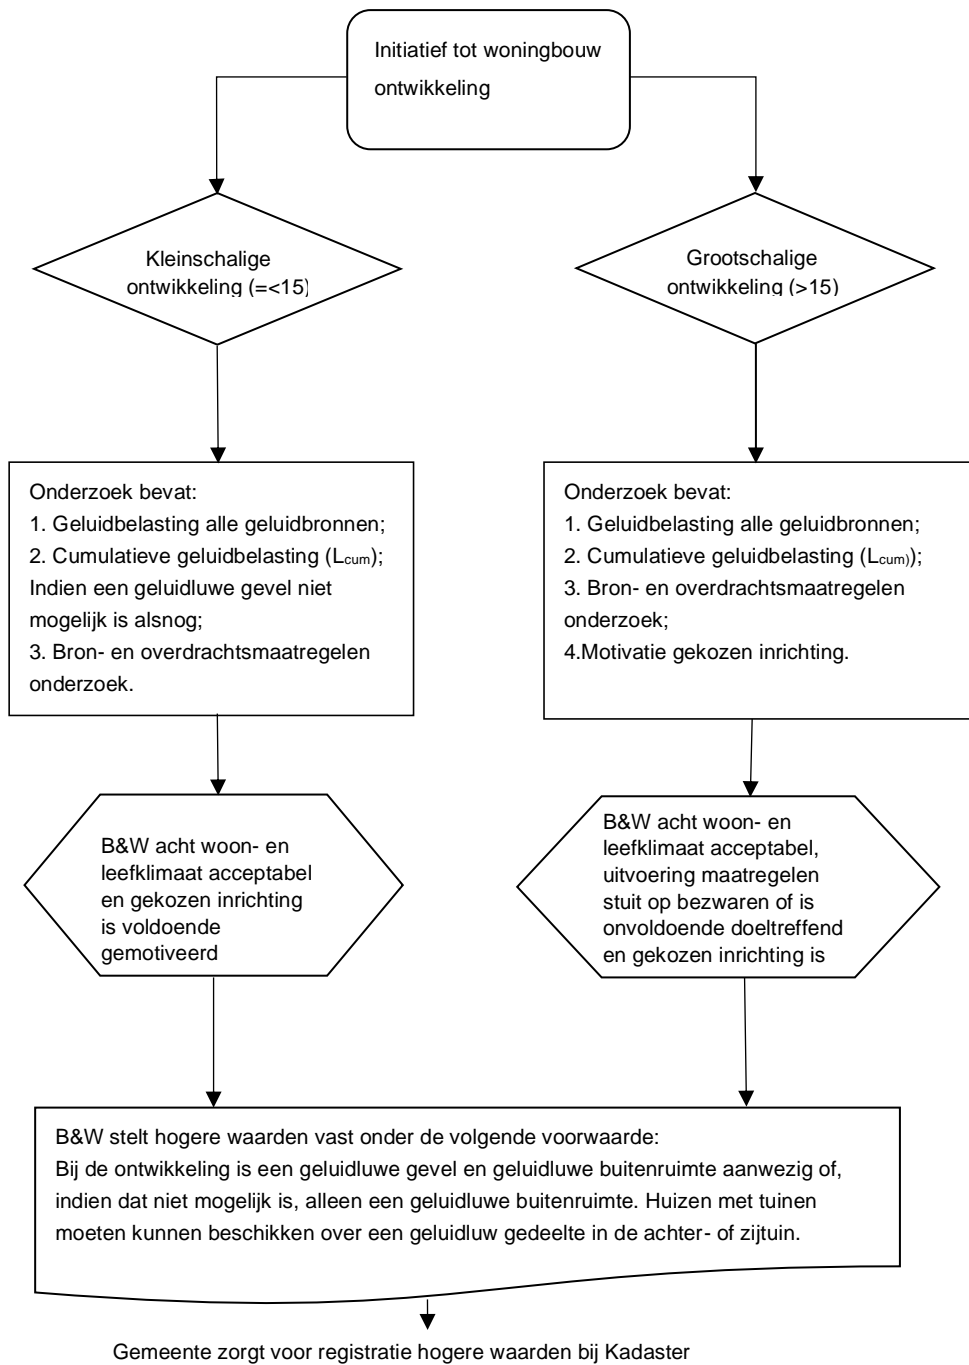 Initiatief tot woningbouw
ontwikkeling
Kleinschalige
ontwikkeling (=<15)
Grootschalige
ontwikkeling (>15)
Onderzoek bevat:
1. Geluidbelasting alle geluidbronnen;
2. Cumulatieve geluidbelasting (Lcum);
Indien een geluidluwe gevel niet
mogelijk is alsnog;
3. Bron- en overdrachtsmaatregelen
onderzoek.
Onderzoek bevat:
1. Geluidbelasting alle geluidbronnen;
2. Cumulatieve geluidbelasting (Lcum));
3. Bron- en overdrachtsmaatregelen
onderzoek;
4.Motivatie gekozen inrichting.
B&W acht woon- en
leefklimaat acceptabel
en gekozen inrichting
is voldoende
gemotiveerd
B&W acht woon- en
leefklimaat acceptabel,
uitvoering maatregelen
stuit op bezwaren of is
onvoldoende doeltreffend
en gekozen inrichting is
B&W stelt hogere waarden vast onder de volgende voorwaarde:
Bij de ontwikkeling is een geluidluwe gevel en geluidluwe buitenruimte aanwezig of,
indien dat niet mogelijk is, alleen een geluidluwe buitenruimte. Huizen met tuinen
moeten kunnen beschikken over een geluidluw gedeelte in de achter- of zijtuin.
Gemeente zorgt voor registratie hogere waarden bij Kadaster